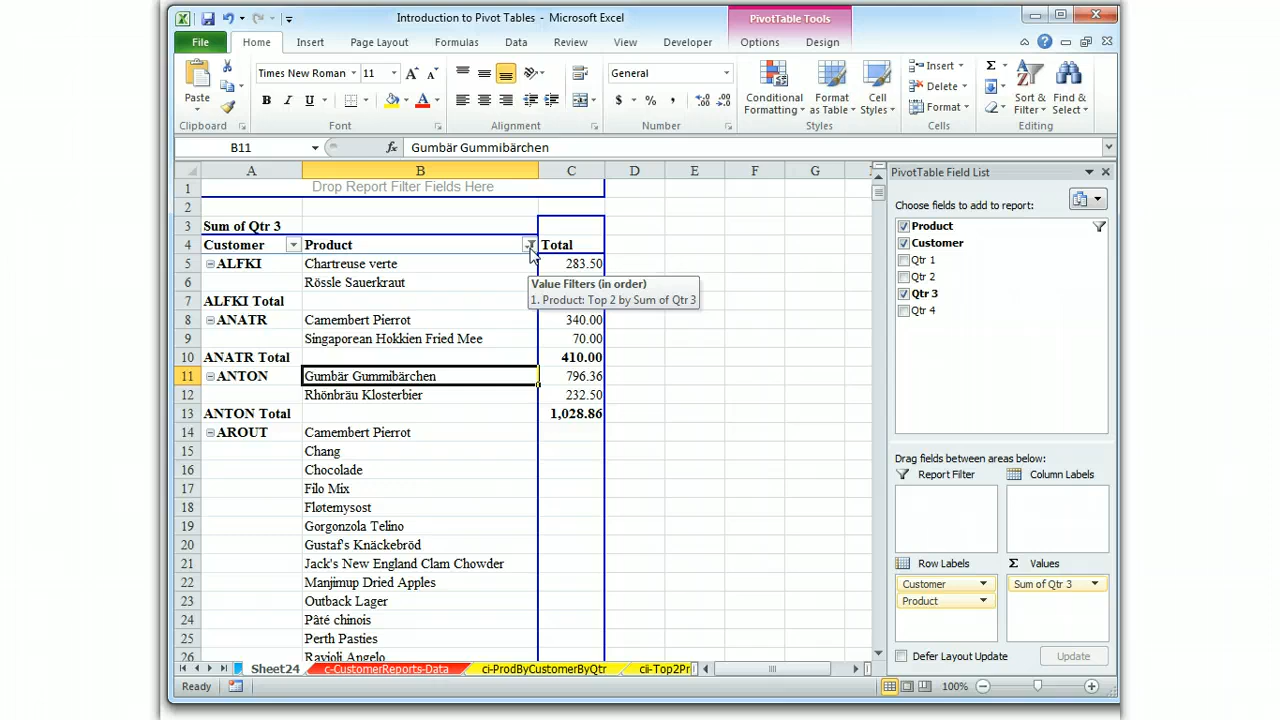 Introduction to Pivot Tables - Microsoft Excel
PivotTable Tools
File Home Insert Page Layout Formulas Data Review View Developer Options Design
Paste
Times New Roman 11
B I U
General
$ % ,
Conditional Formatting
Format as Table
Cell Styles
Insert
Delete
Format
Sort & Filter
Find & Select
Clipboard Font Alignment Number Styles Cells Editing
B11 fx Gumbär Gummibärchen
A B C D E F G
1 Drop Report Filter Fields Here
2
3 Sum of Qtr 3
4 Customer Product Total
5 ALFKI Chartreuse verte 283.50
6 Rössle Sauerkraut
7 ALFKI Total
8 ANATR Camembert Pierrot 340.00
9 Singaporean Hokkien Fried Mee 70.00
10 ANATR Total 410.00
11 ANTON Gumbär Gummibärchen 796.36
12 Rhönbräu Klosterbier 232.50
13 ANTON Total 1,028.86
14 AROUT Camembert Pierrot
15 Chang
16 Chocolade
17 Filo Mix
18 Fløtemysost
19 Gorgonzola Telino
20 Gustaf's Knäckebröd
21 Jack's New England Clam Chowder
22 Manjimup Dried Apples
23 Outback Lager
24 Pâté chinois
25 Perth Pasties
26 Ravioli Angelo
Value Filters (in order)
1. Product: Top 2 by Sum of Qtr 3
PivotTable Field List
Choose fields to add to report:
Product
Customer
Qtr 1
Qtr 2
Qtr 3
Qtr 4
Drag fields between areas below:
Report Filter Column Labels
Row Labels Σ Values
Customer Sum of Qtr 3
Product
Defer Layout Update Update
Sheet24 c-CustomerReports-Data ci-ProdByCustomerByQtr cii-Top2Pr
Ready 100%